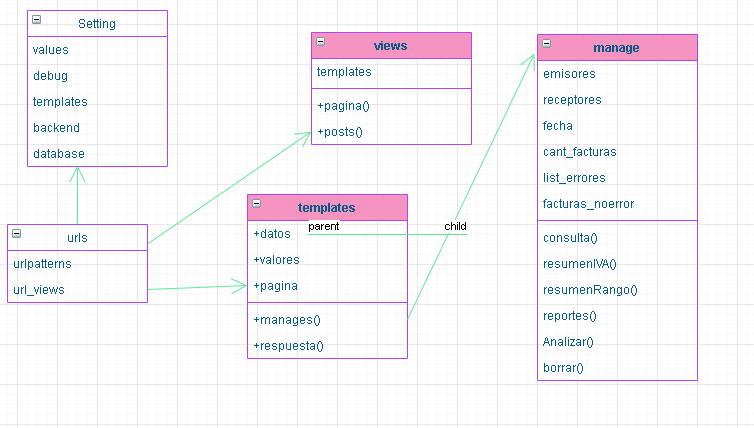 Setting
values
debug
templates
backend
database
views
templates
+pagina()
+posts()
manage
emisores
receptores
fecha
cant_facturas
list_errores
facturas_noerror
consulta()
resumenIVA()
resumenRango()
reportes()
Analizar()
borrar()
urls
urlpatterns
url_views
templates
+datos
+valores
+pagina
+manages()
+respuesta()
parent
child